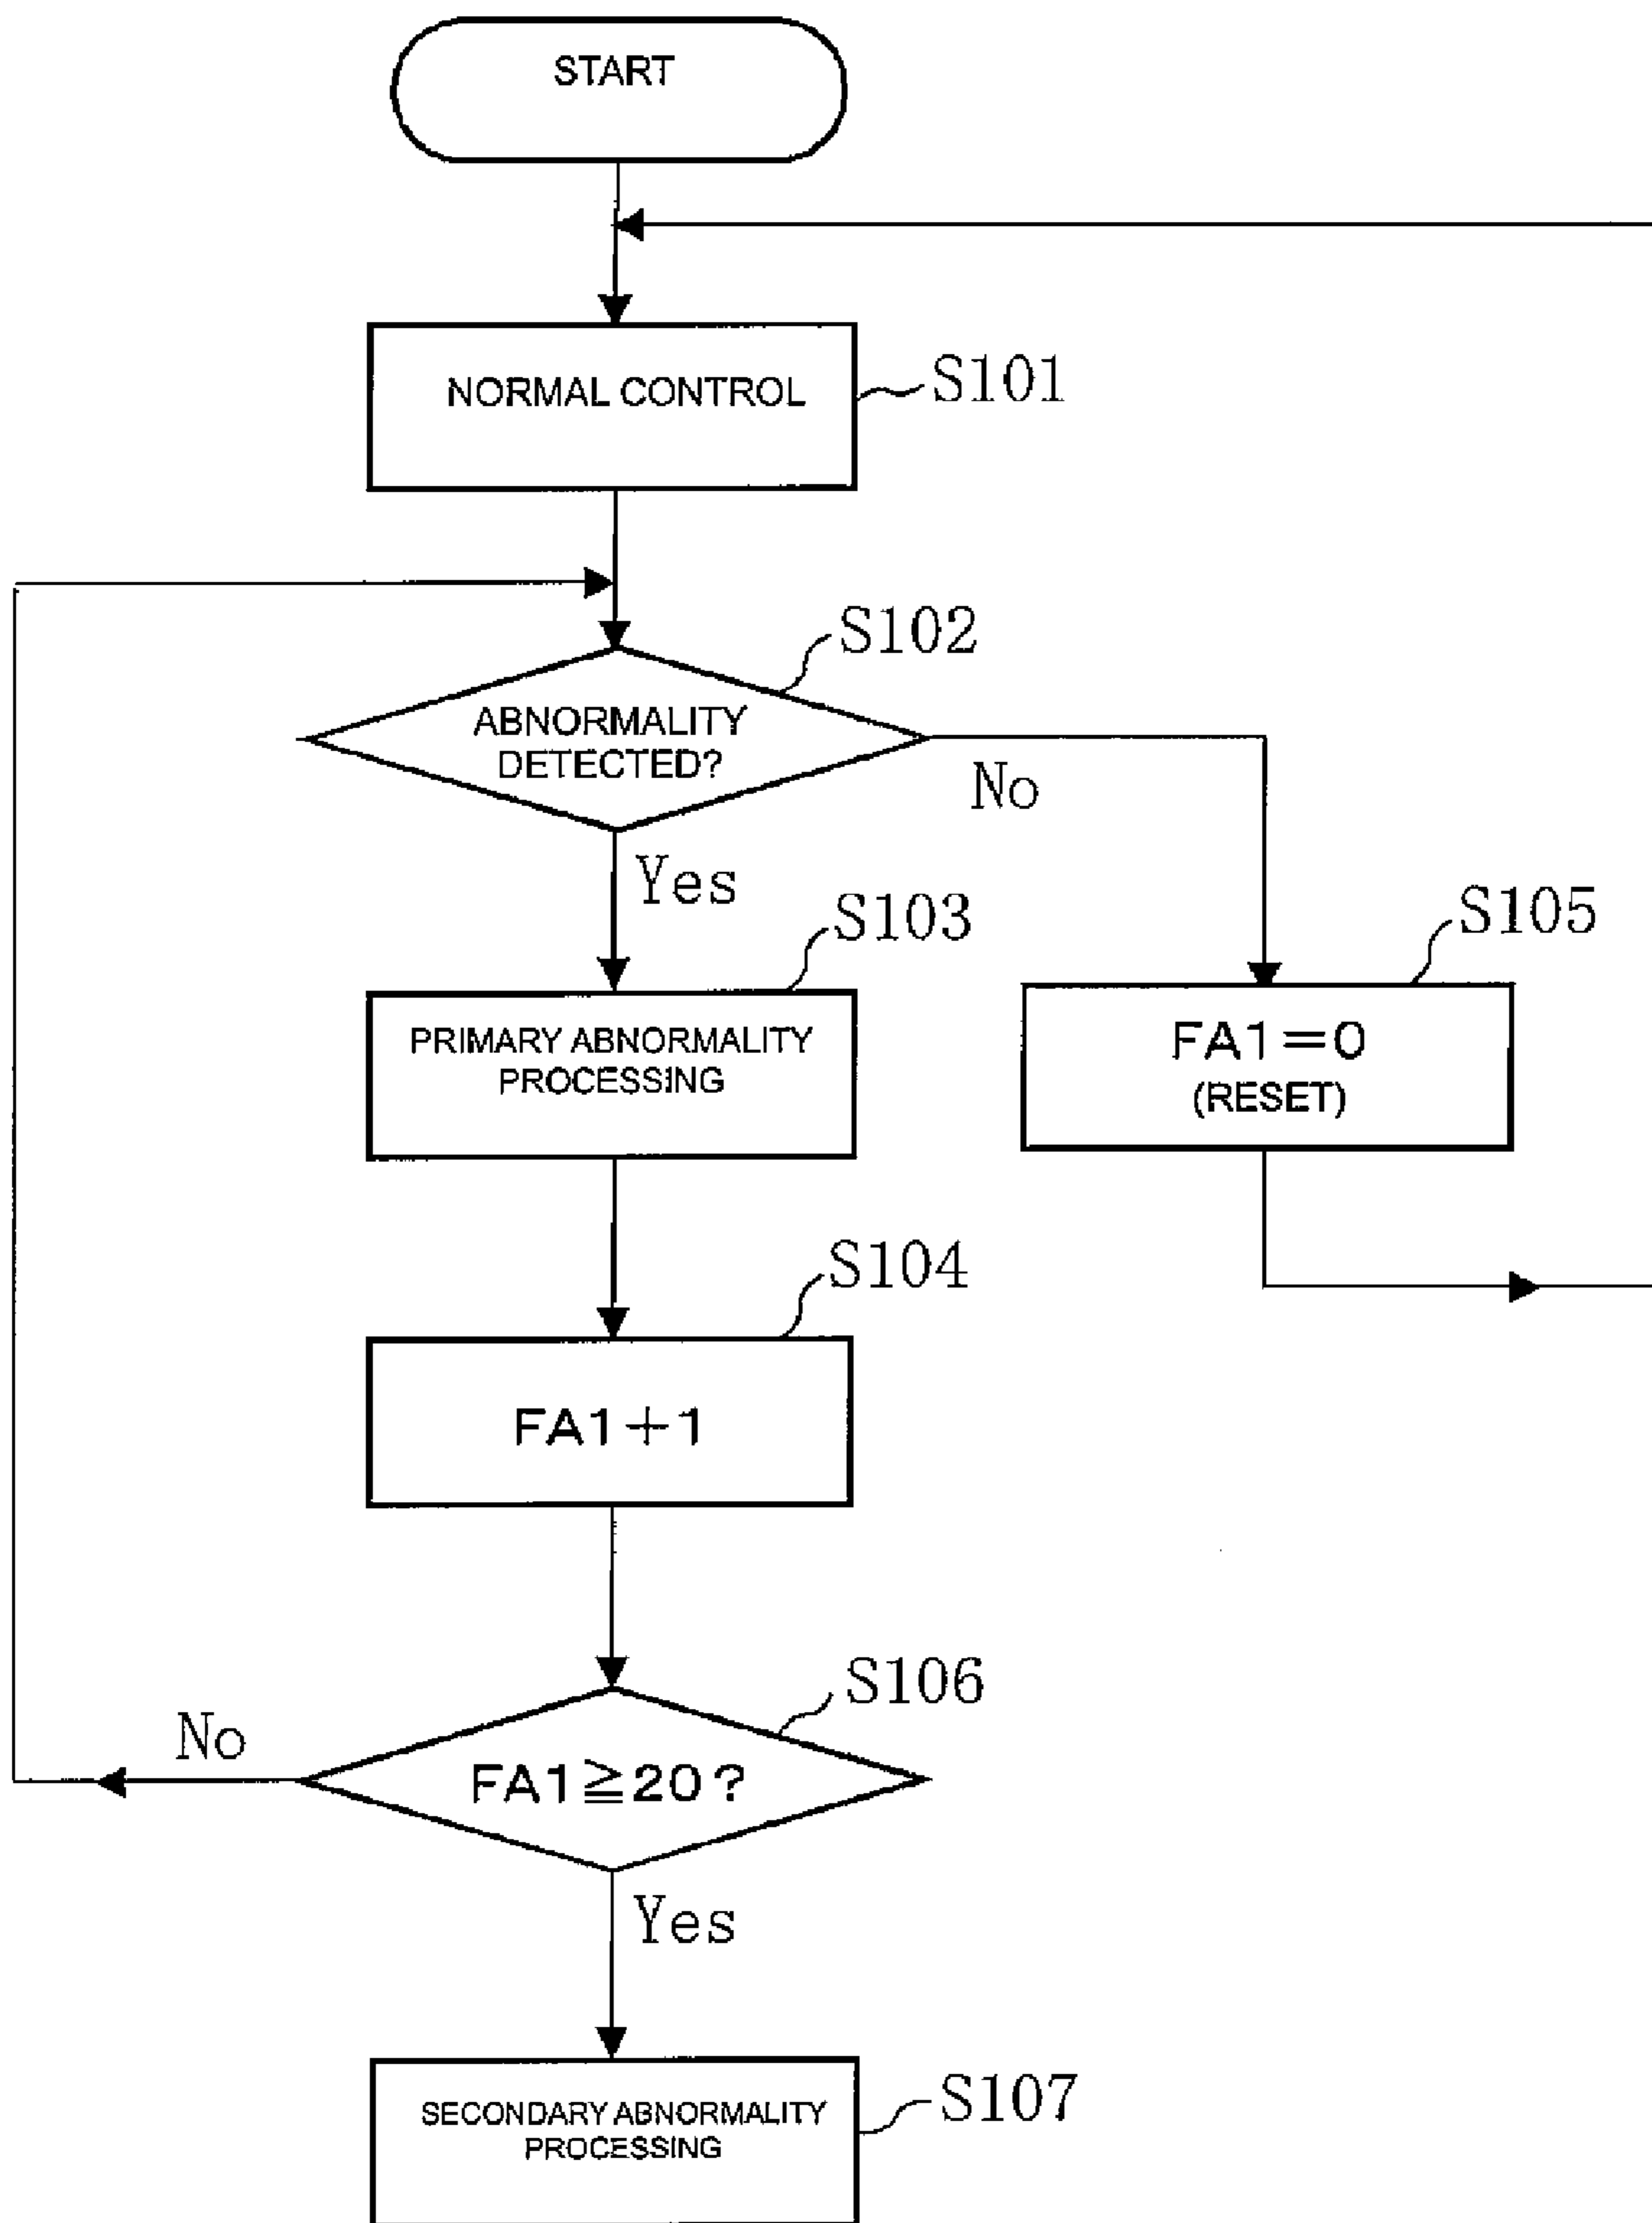 START
NORMAL CONTROL
S101
S102
ABNORMALITY
DETECTED?
No
Yes
S103
PRIMARY ABNORMALITY
PROCESSING
S105
FA1=0
(RESET)
S104
FA1+1
S106
No
FA1≧20?
Yes
S107
SECONDARY ABNORMALITY
PROCESSING